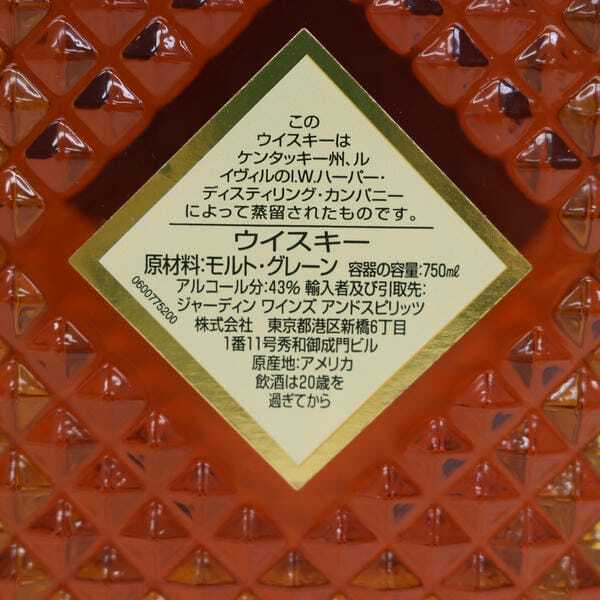 この
ウイスキーは
ケンタッキー州、ル
イヴィルのI.W.ハーパー・
ディスティリング・カンパニー
によって蒸留されたものです。
ウイスキー
原材料:モルト・グレーン 容器の容量:750㎖
アルコール分:43% 輸入者及び引取先:
ジャーディン ワインズ アンドスピリッツ
株式会社 東京都港区新橋6丁目
1番11号秀和御成門ビル
原産地:アメリカ
飲酒は20歳を
過ぎてから
0600775200